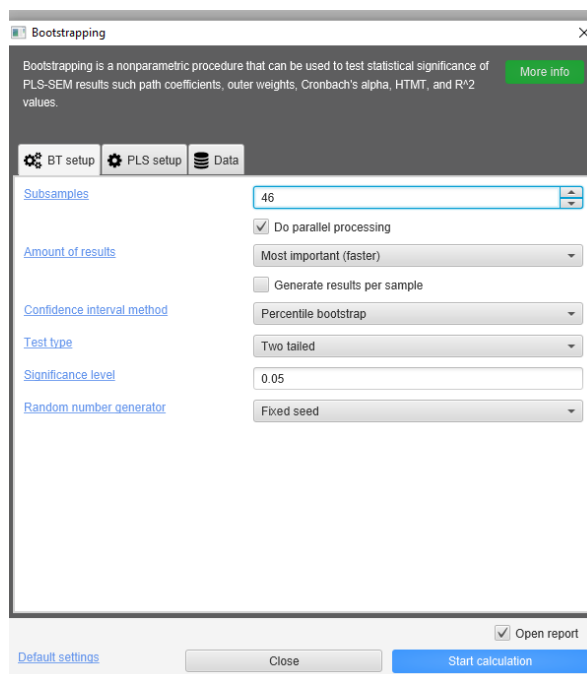 Bootstrapping
Bootstrapping is a nonparametric procedure that can be used to test statistical significance of
PLS-SEM results such path coefficients, outer weights, Cronbach's alpha, HTMT, and R^2
values.
More info
BT setup PLS setup Data
Subsamples 46
Do parallel processing
Amount of results Most important (faster)
Generate results per sample
Confidence interval method Percentile bootstrap
Test type Two tailed
Significance level 0.05
Random number generator Fixed seed
Open report
Default settings Close Start calculation